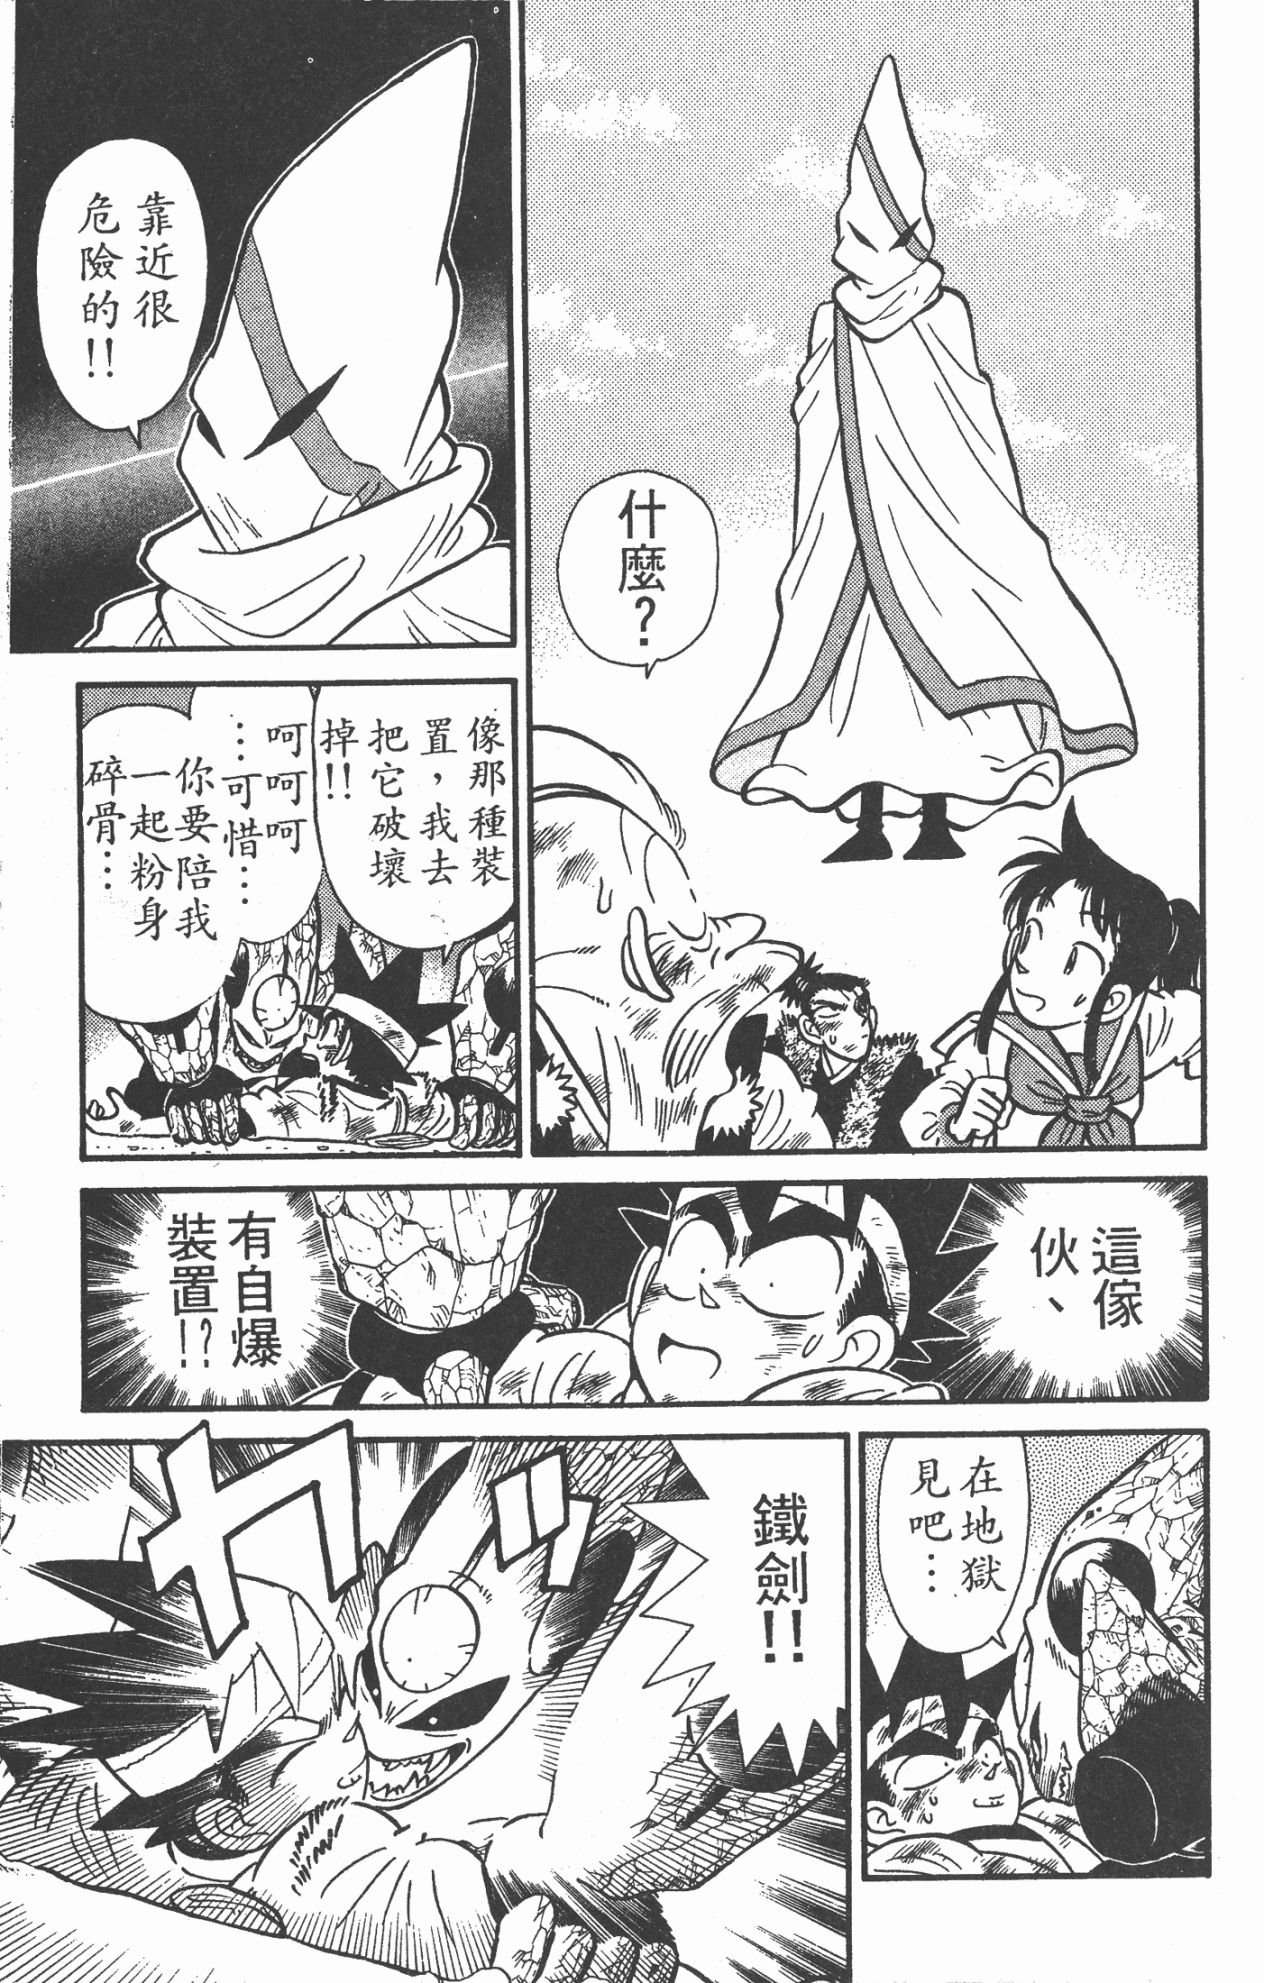 什麼?
靠近很
危險的!!
像那種裝
置，我去
把它破壞
掉!!
呵呵呵
…可惜…
你要陪我
一起粉身
碎骨…
這傢
伙、
有自爆
裝置!?
在地獄
見吧…
鐵劍!!
ガッ